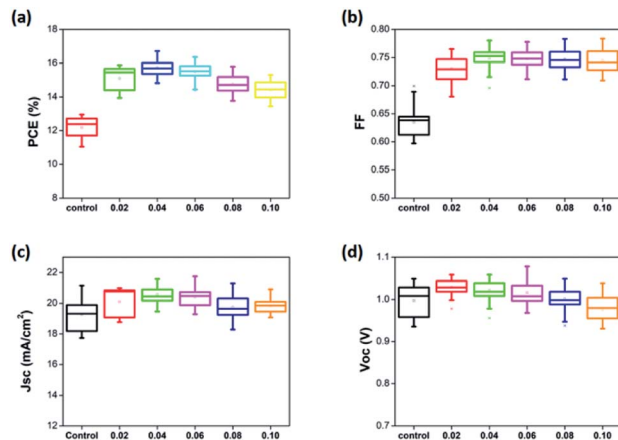 (a)
18
16
14
12
10
8
PCE (%)
control 0.02 0.04 0.06 0.08 0.10
(b)
0.80
0.75
0.70
0.65
0.60
0.55
0.50
FF
control 0.02 0.04 0.06 0.08 0.10
(c)
22
20
18
16
14
12
Jsc (mA/cm²)
Control 0.02 0.04 0.06 0.08 0.10
(d)
1.1
1.0
0.9
0.8
0.7
Voc (V)
control 0.02 0.04 0.06 0.08 0.10